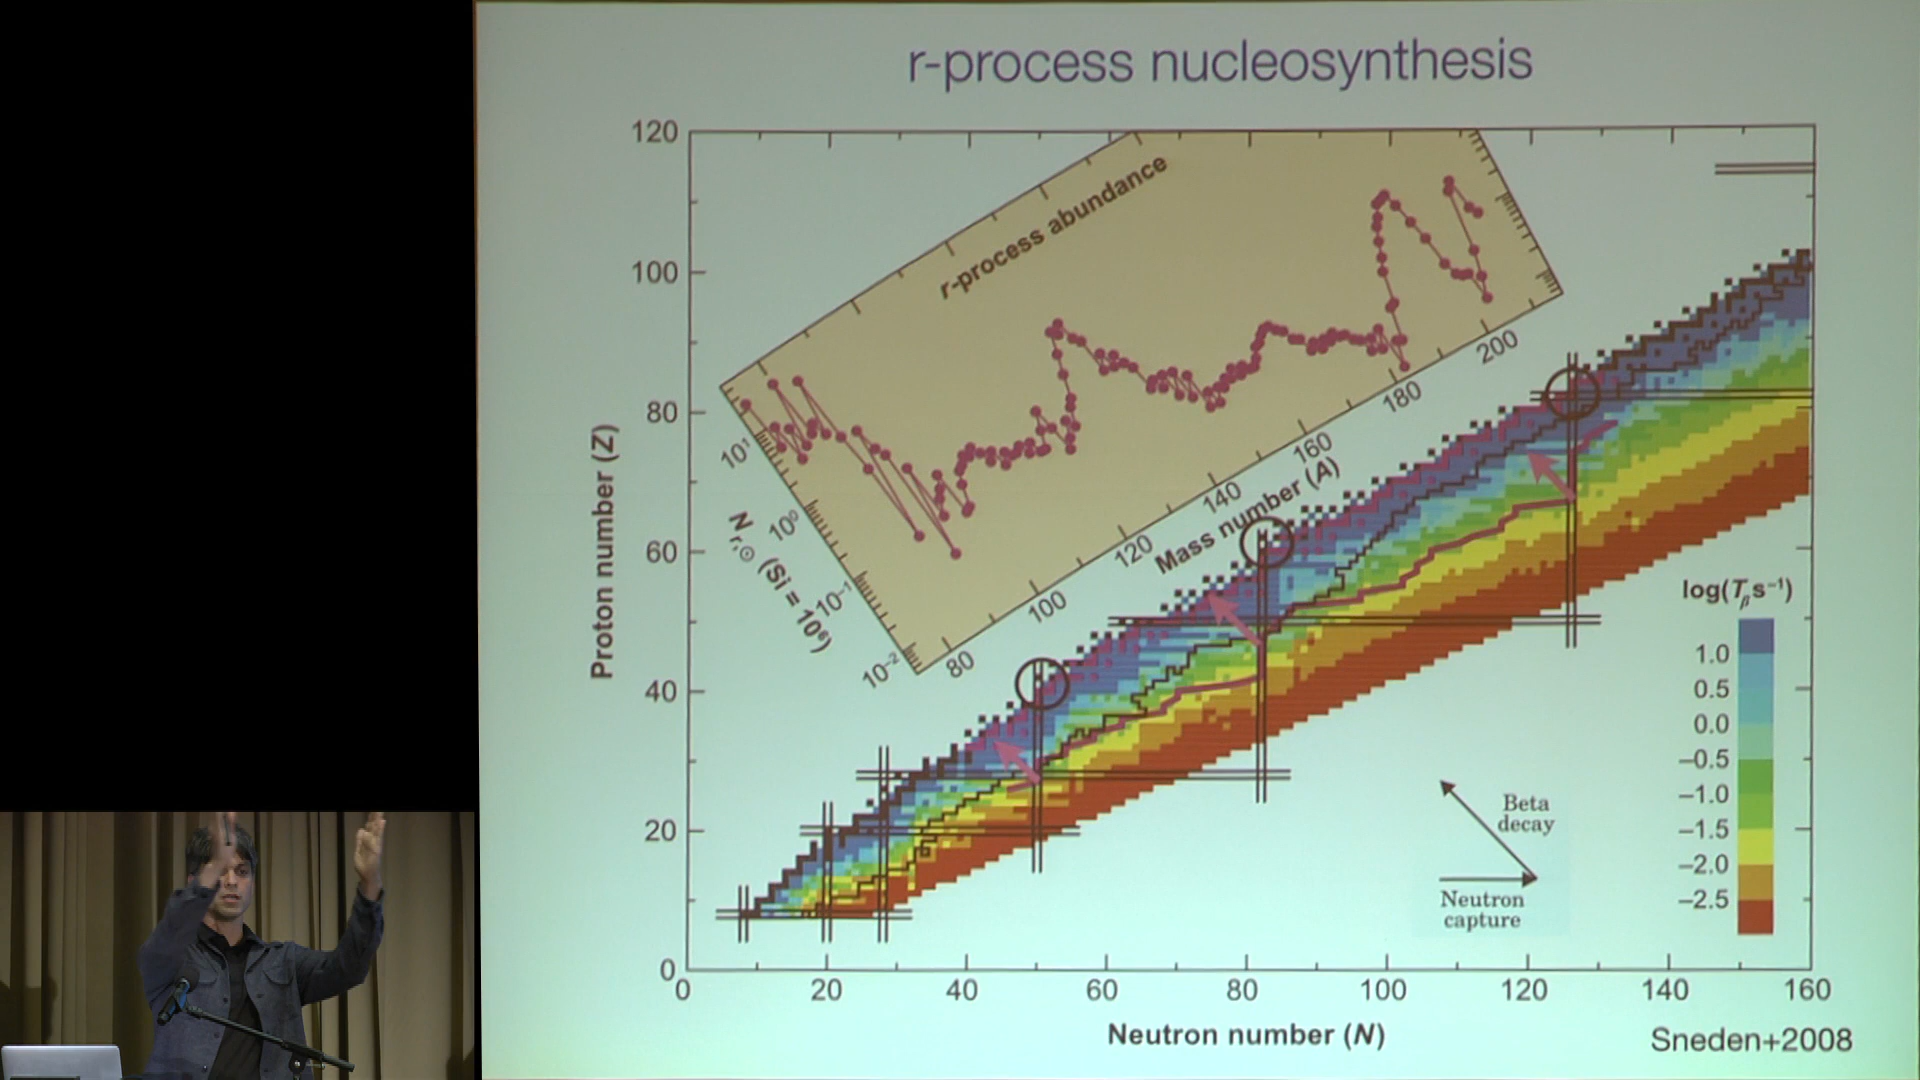 r-process nucleosynthesis
120
100
80
60
40
20
0
Proton number (Z)
r-process abundance
10¹
10⁰
10⁻¹
10⁻²
N r,⊙ (Si = 10⁶)
80
100
120
140
160
180
200
Mass number (A)
log(Tβ s⁻¹)
1.0
0.5
0.0
−0.5
−1.0
−1.5
−2.0
−2.5
Beta
decay
Neutron
capture
0
20
40
60
80
100
120
140
160
Neutron number (N)
Sneden+2008